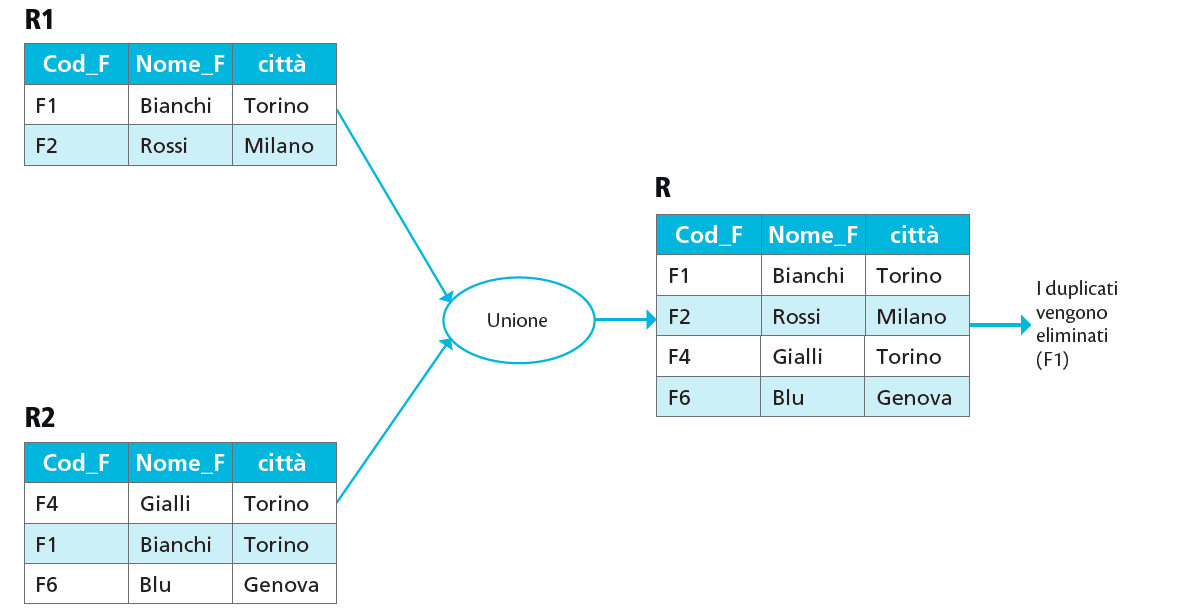 R1
Cod_F Nome_F città
F1 Bianchi Torino
F2 Rossi Milano
R2
Cod_F Nome_F città
F4 Gialli Torino
F1 Bianchi Torino
F6 Blu Genova
Unione
R
Cod_F Nome_F città
F1 Bianchi Torino
F2 Rossi Milano
F4 Gialli Torino
F6 Blu Genova
I duplicati
vengono
eliminati
(F1)